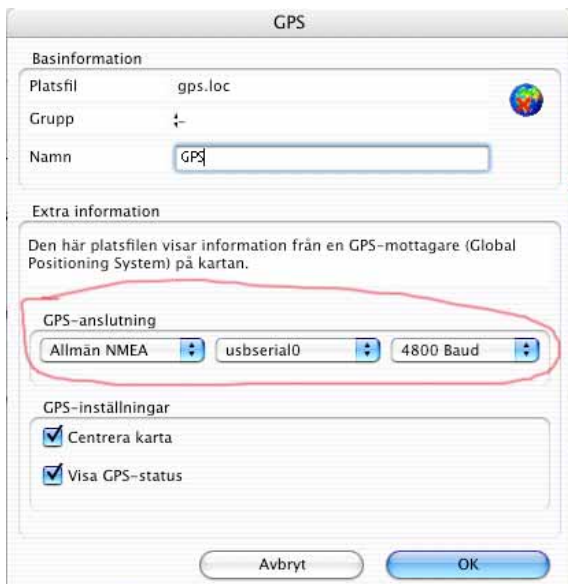 GPS
Basinformation
Platsfil gps.loc
Grupp –
Namn GPS
Extra information
Den här platsfilen visar information från en GPS-mottagare (Global
Positioning System) på kartan.
GPS-anslutning
Allmän NMEA usbserial0 4800 Baud
GPS-inställningar
Centrera karta
Visa GPS-status
Avbryt OK